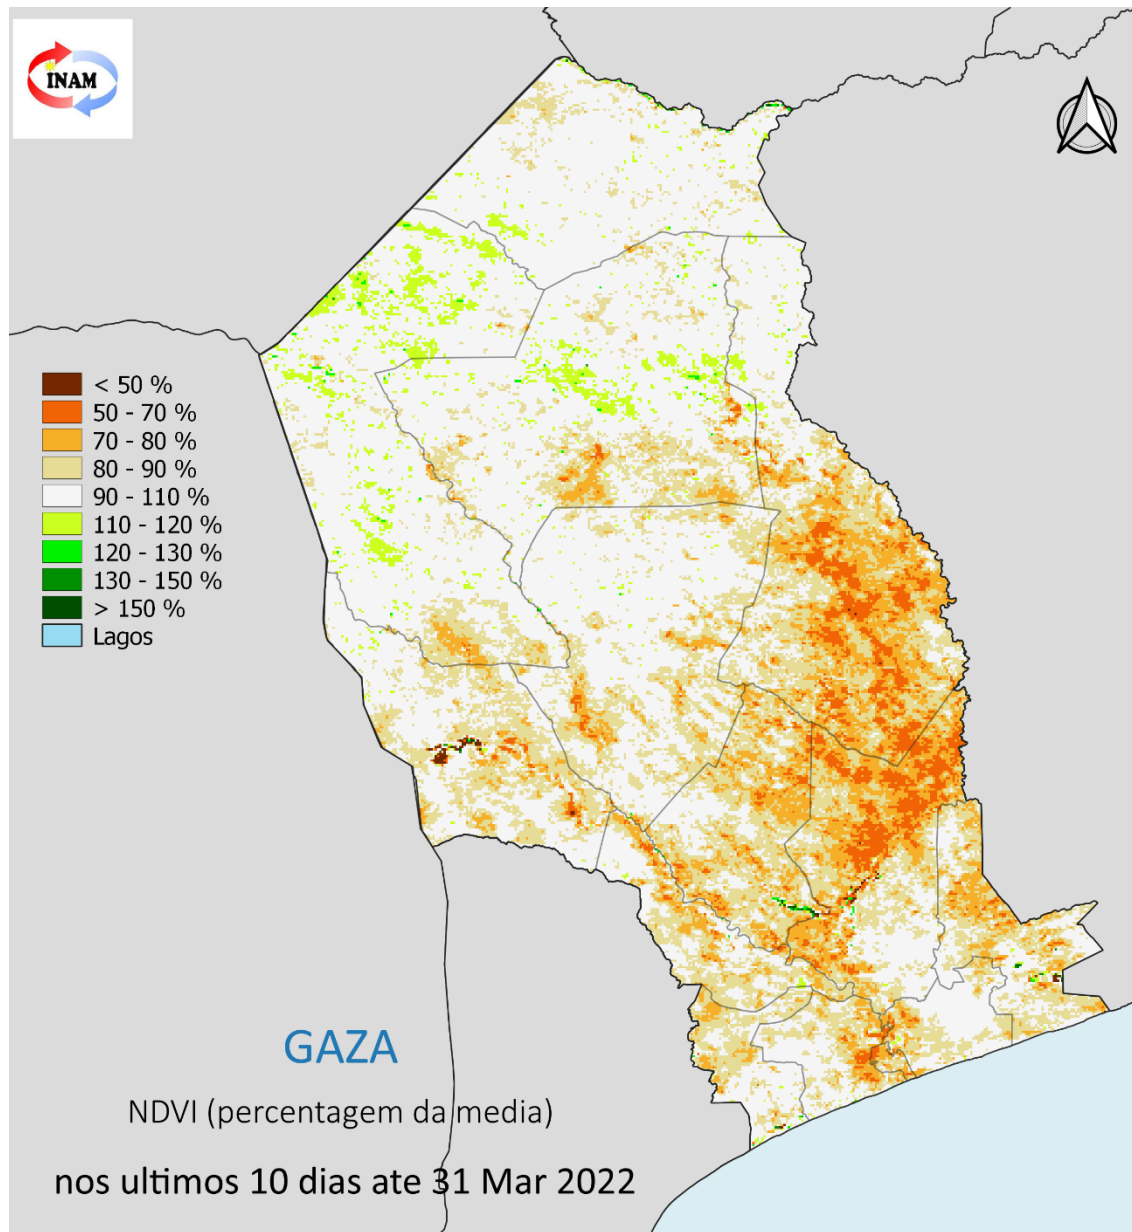 INAM
< 50 %
50 - 70 %
70 - 80 %
80 - 90 %
90 - 110 %
110 - 120 %
120 - 130 %
130 - 150 %
> 150 %
Lagos
GAZA
NDVI (percentagem da media)
nos ultimos 10 dias ate 31 Mar 2022